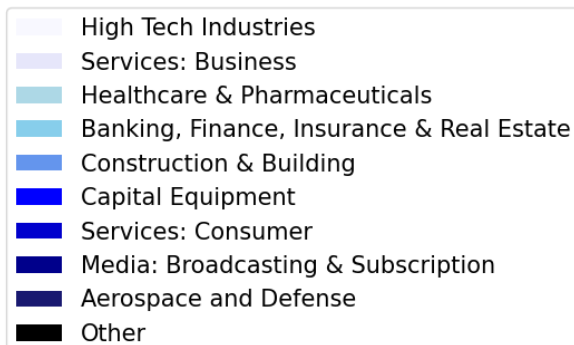 High Tech Industries
Services: Business
Healthcare & Pharmaceuticals
Banking, Finance, Insurance & Real Estate
Construction & Building
Capital Equipment
Services: Consumer
Media: Broadcasting & Subscription
Aerospace and Defense
Other